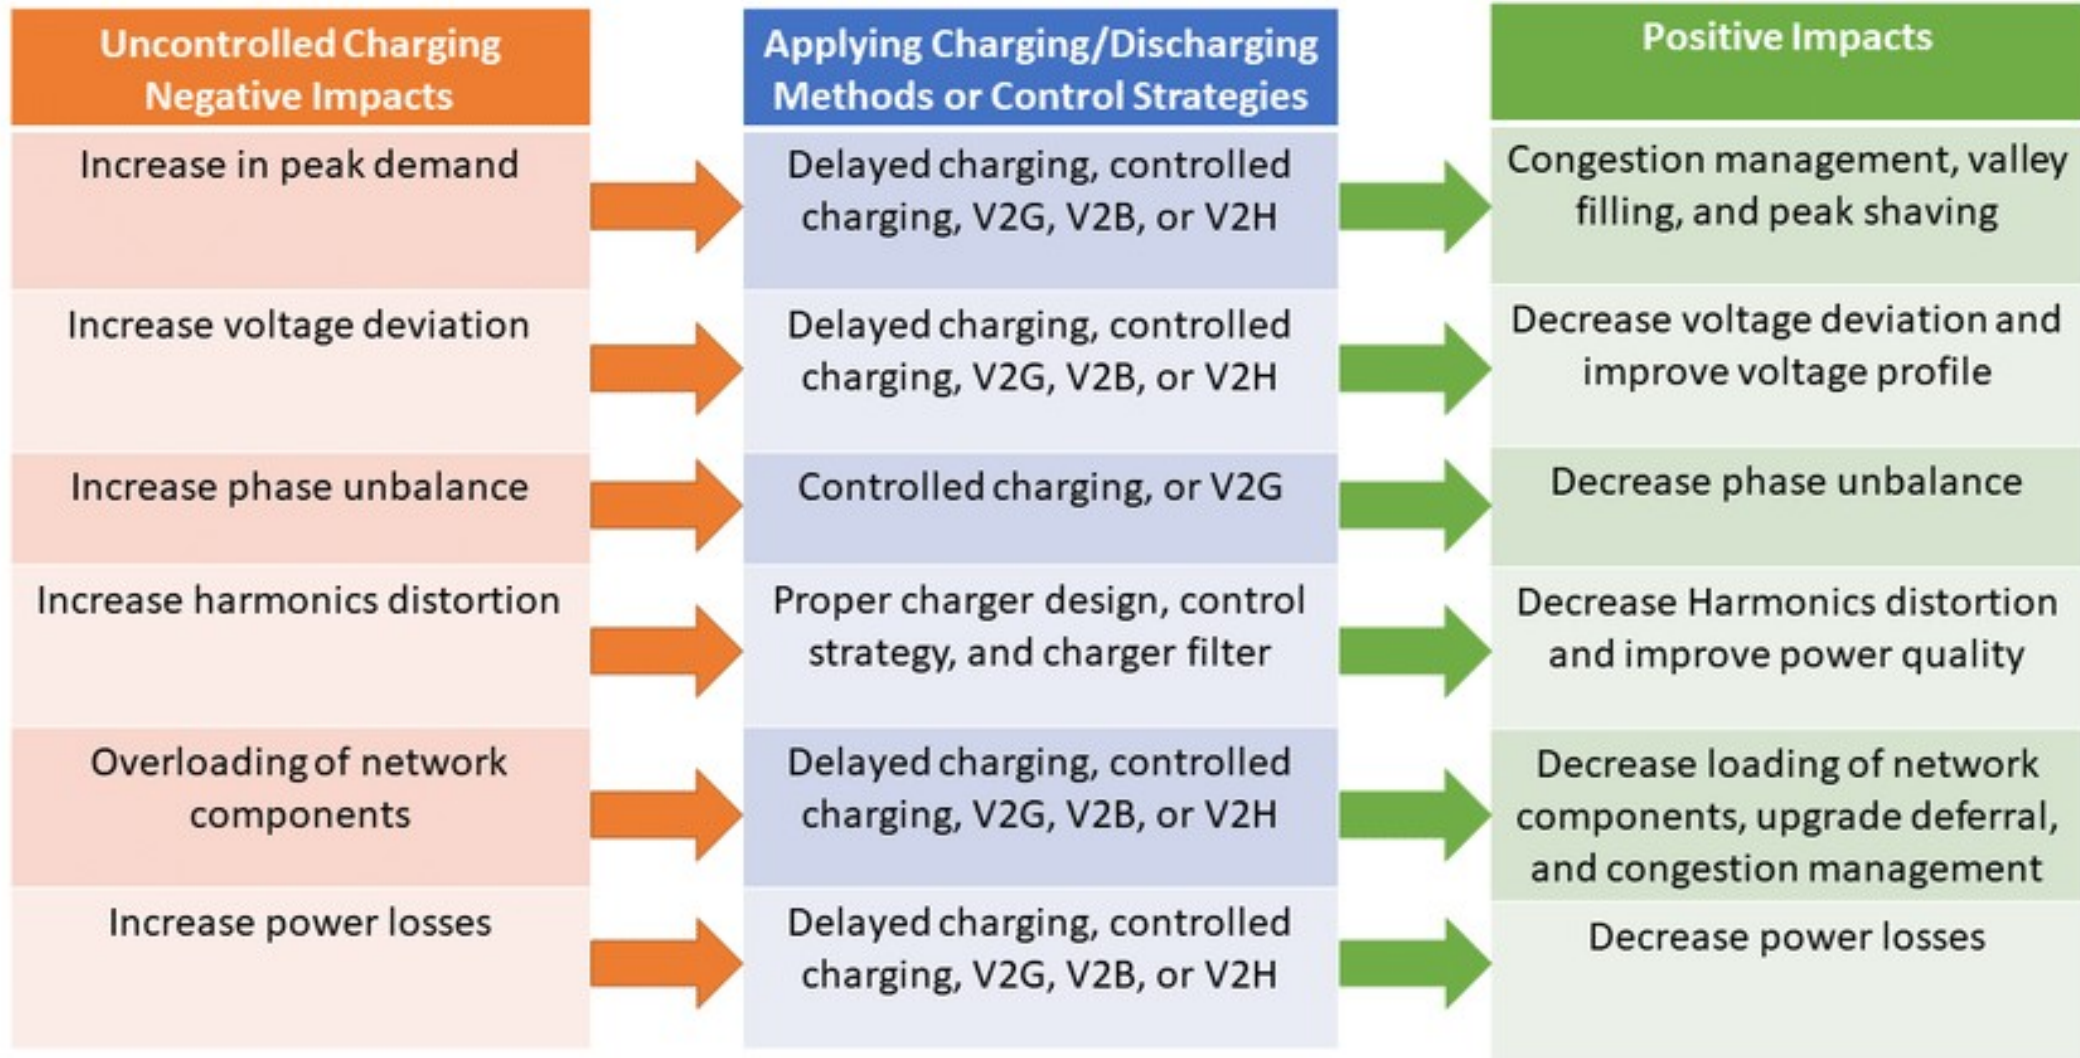 Uncontrolled Charging
Negative Impacts
Applying Charging/Discharging
Methods or Control Strategies
Positive Impacts
Increase in peak demand
Delayed charging, controlled
charging, V2G, V2B, or V2H
Congestion management, valley
filling, and peak shaving
Increase voltage deviation
Delayed charging, controlled
charging, V2G, V2B, or V2H
Decrease voltage deviation and
improve voltage profile
Increase phase unbalance
Controlled charging, or V2G
Decrease phase unbalance
Increase harmonics distortion
Proper charger design, control
strategy, and charger filter
Decrease Harmonics distortion
and improve power quality
Overloading of network
components
Delayed charging, controlled
charging, V2G, V2B, or V2H
Decrease loading of network
components, upgrade deferral,
and congestion management
Increase power losses
Delayed charging, controlled
charging, V2G, V2B, or V2H
Decrease power losses